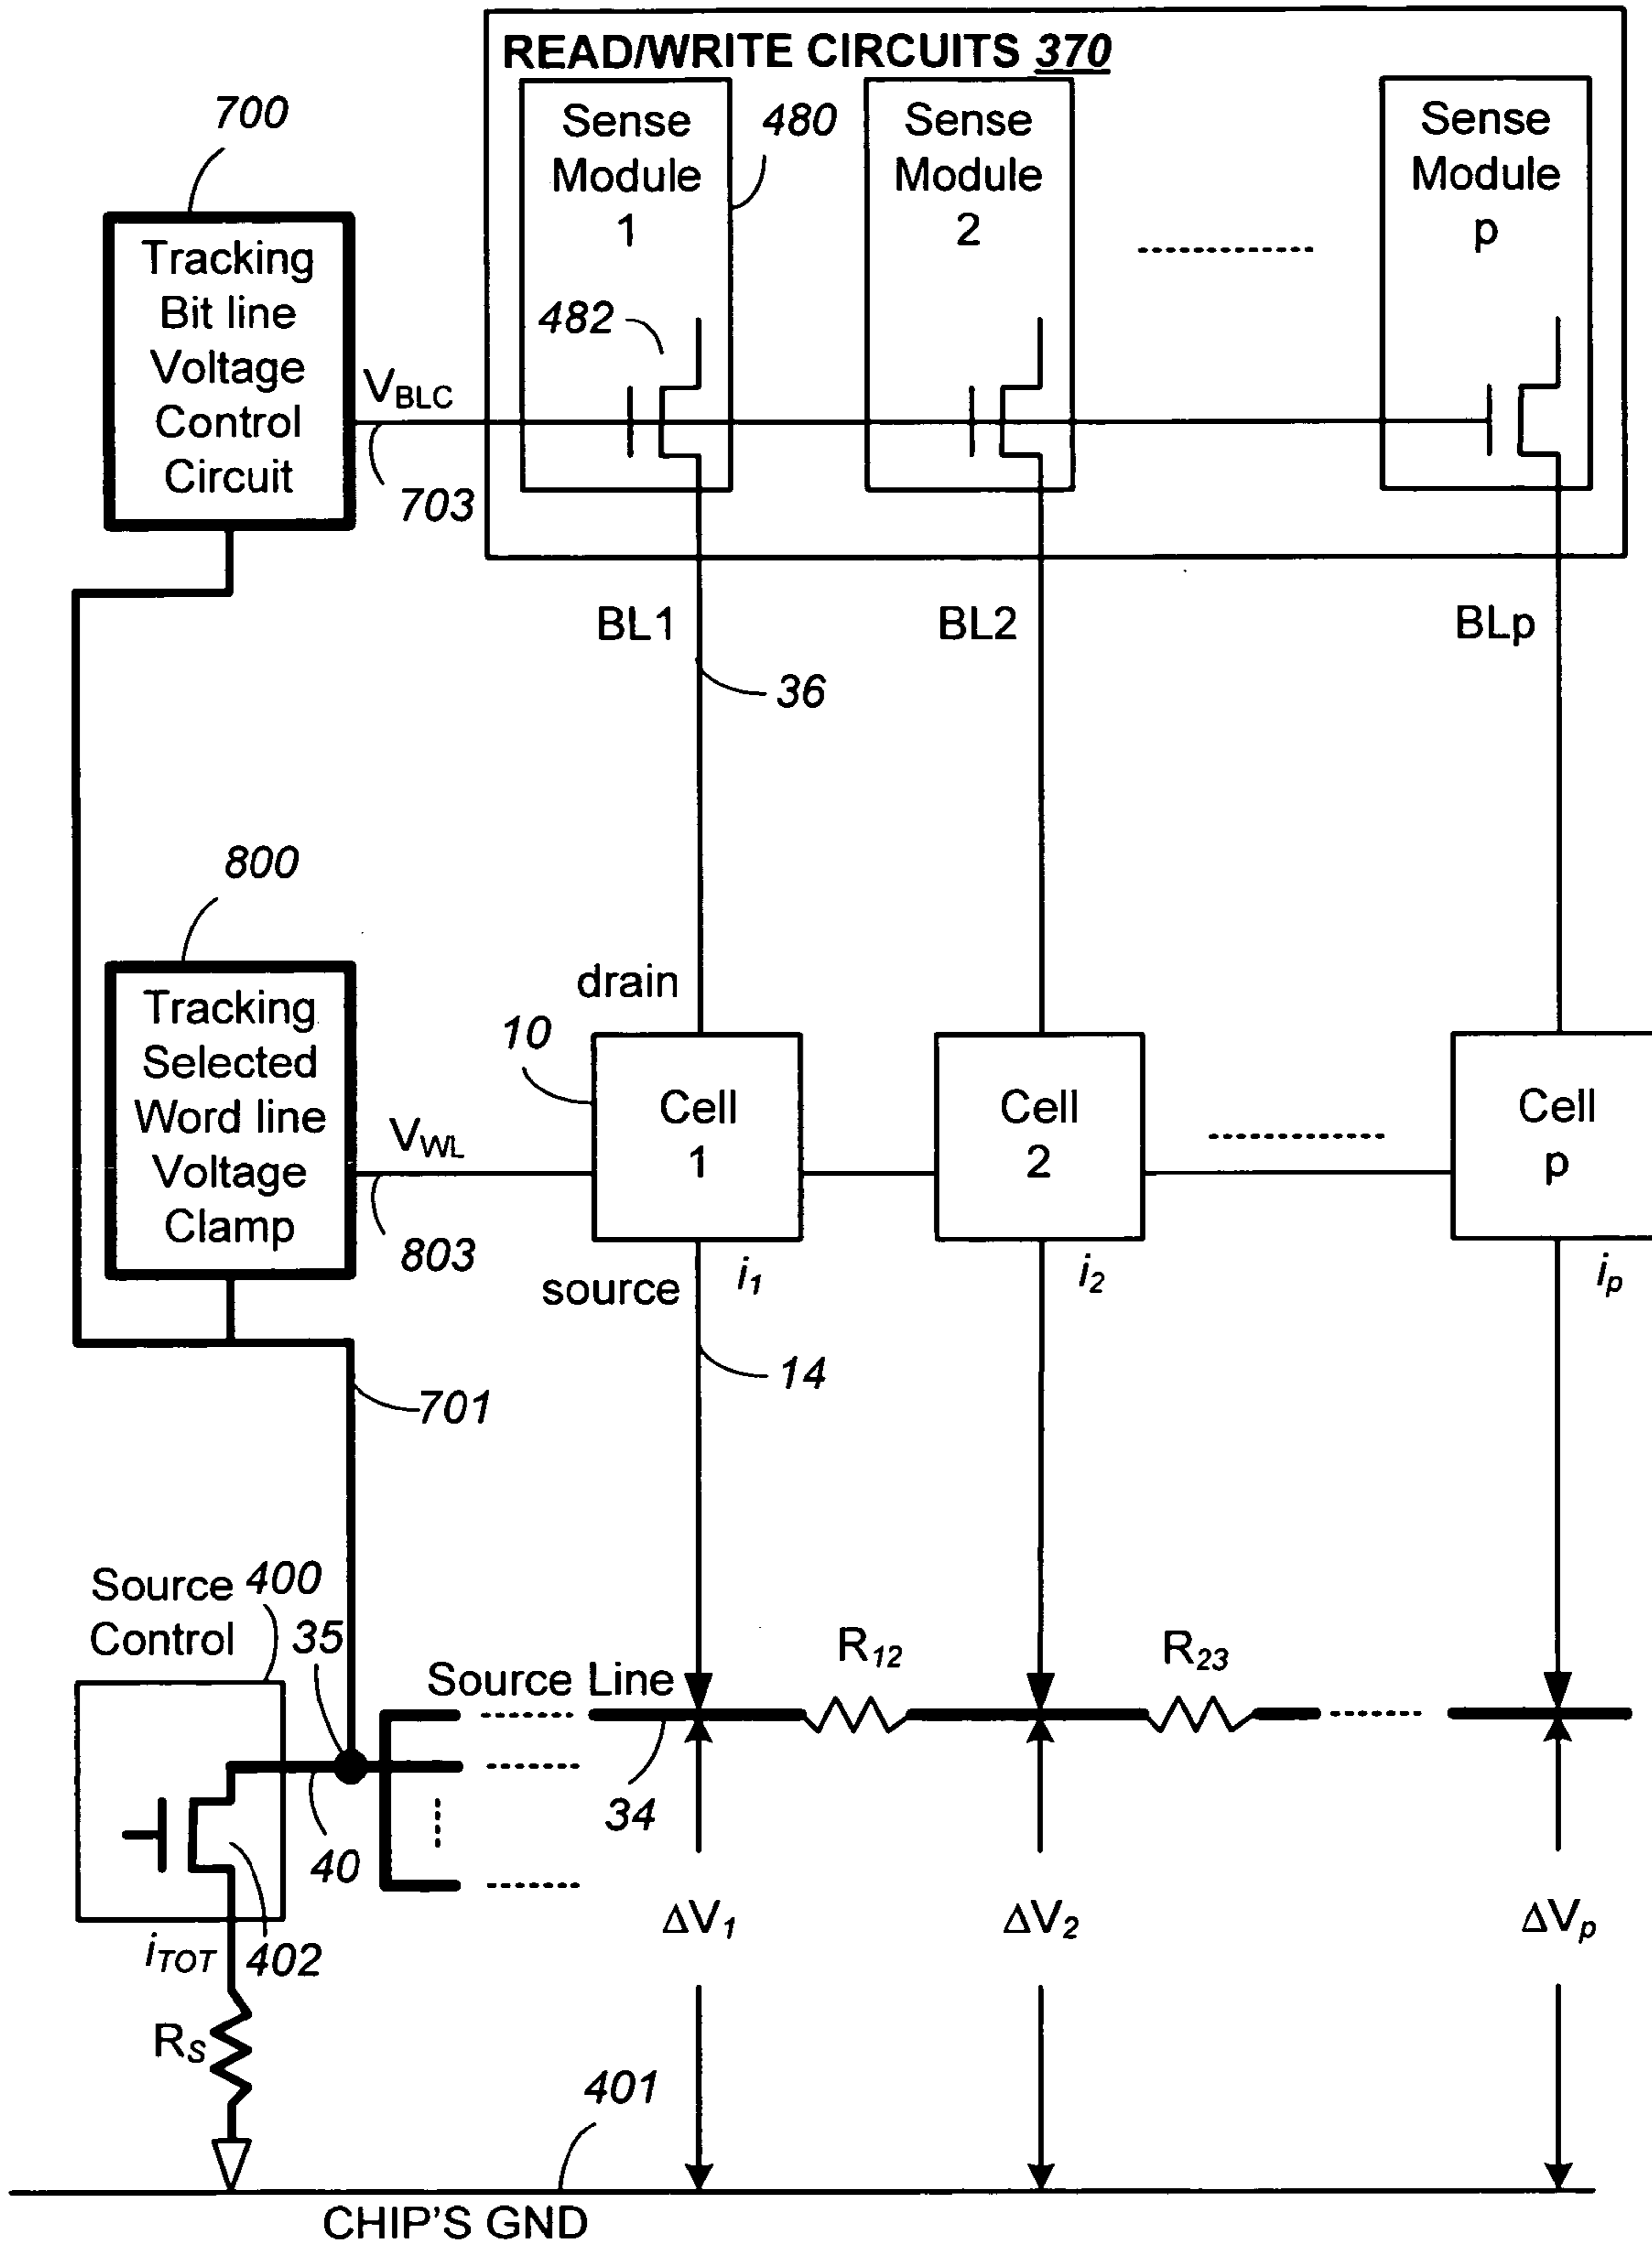 READ/WRITE CIRCUITS 370
700
Sense
Module
1
480
Sense
Module
2
Sense
Module
p
Tracking
Bit line
Voltage
Control
Circuit
482
VBLC
703
BL1
BL2
BLp
36
800
drain
Tracking
Selected
Word line
Voltage
Clamp
10
Cell
1
Cell
2
Cell
p
VWL
803
source
i1
i2
ip
14
701
Source
Control
400
35
Source Line
R12
R23
34
40
ΔV1
ΔV2
ΔVp
iTOT
402
RS
401
CHIP'S GND